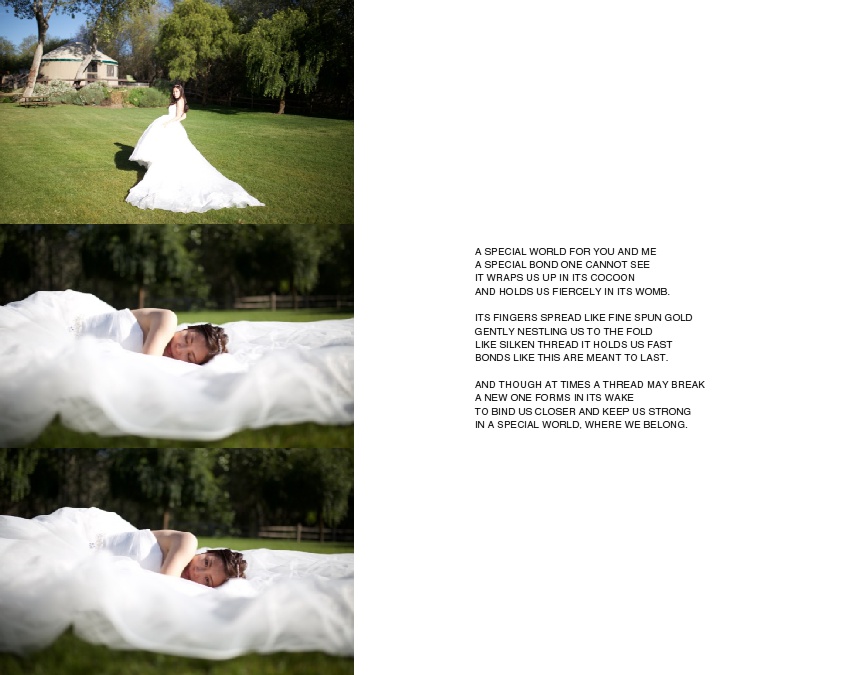 A SPECIAL WORLD FOR YOU AND ME
A SPECIAL BOND ONE CANNOT SEE
IT WRAPS US UP IN ITS COCOON
AND HOLDS US FIERCELY IN ITS WOMB.
ITS FINGERS SPREAD LIKE FINE SPUN GOLD
GENTLY NESTLING US TO THE FOLD
LIKE SILKEN THREAD IT HOLDS US FAST
BONDS LIKE THIS ARE MEANT TO LAST.
AND THOUGH AT TIMES A THREAD MAY BREAK
A NEW ONE FORMS IN ITS WAKE
TO BIND US CLOSER AND KEEP US STRONG
IN A SPECIAL WORLD, WHERE WE BELONG.